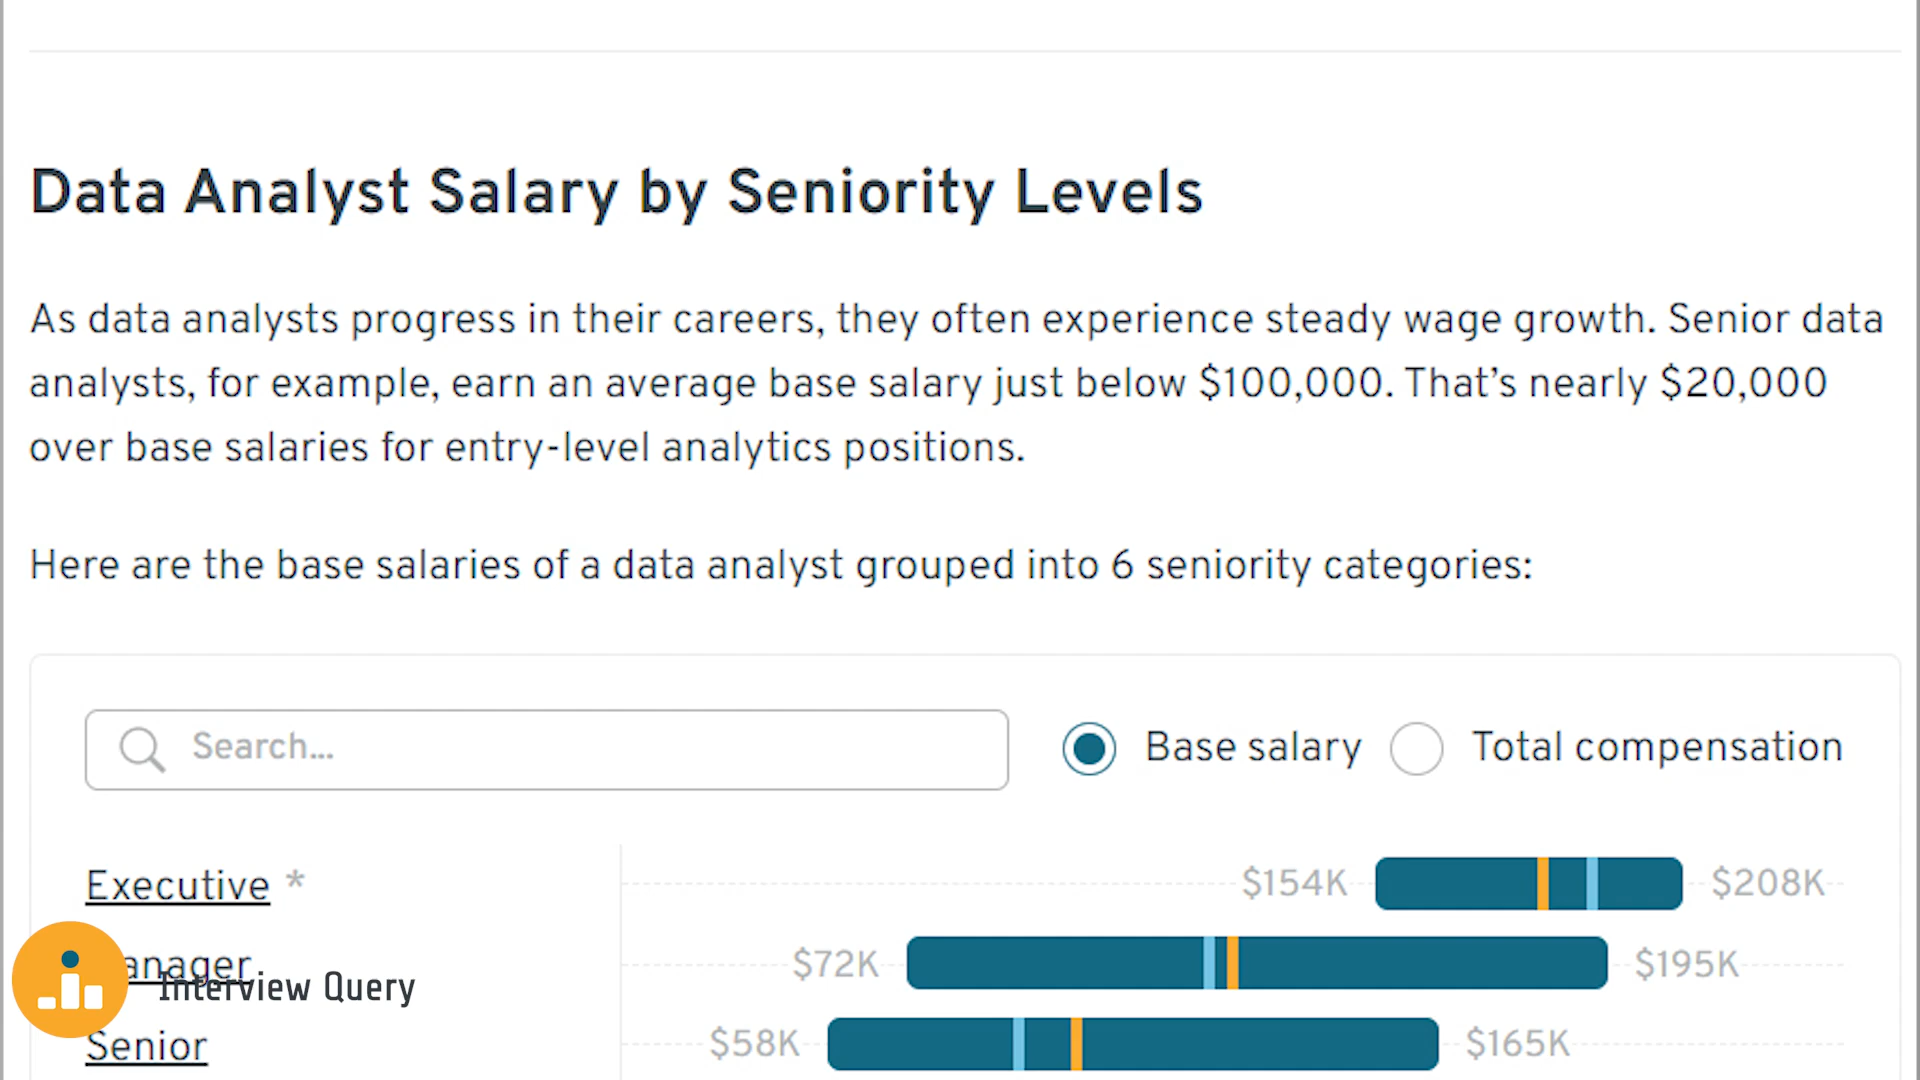 Data Analyst Salary by Seniority Levels
As data analysts progress in their careers, they often experience steady wage growth. Senior data
analysts, for example, earn an average base salary just below $100,000. That’s nearly $20,000
over base salaries for entry-level analytics positions.
Here are the base salaries of a data analyst grouped into 6 seniority categories:
Search... Base salary Total compensation
Executive * $154K $208K
anager $72K $195K
Interview Query
Senior $58K $165K